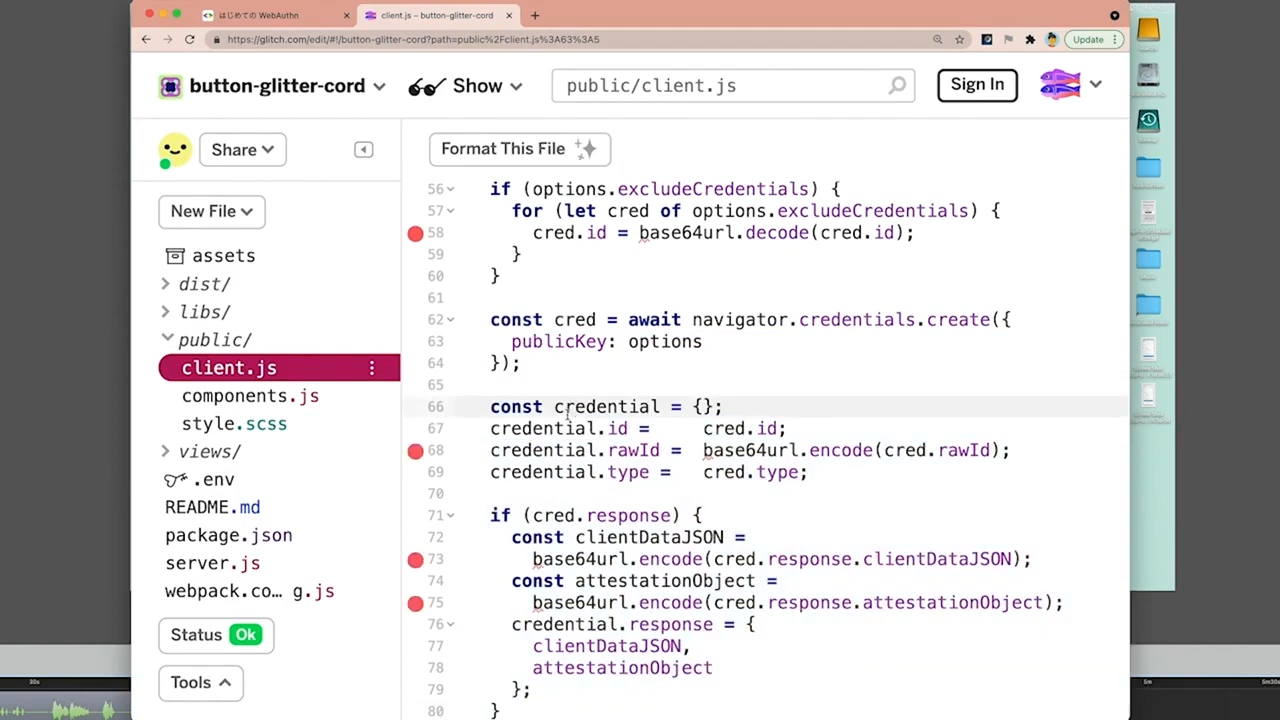 はじめての WebAuthn
client.js – button-glitter-cord
https://glitch.com/edit/#!/button-glitter-cord?path=public%2Fclient.js%3A63%3A5
Update
button-glitter-cord
Show
public/client.js
Sign In
Share
Format This File
New File
assets
dist/
libs/
public/
client.js
components.js
style.scss
views/
.env
README.md
package.json
server.js
webpack.co… g.js
Status Ok
Tools
56 if (options.excludeCredentials) {
57 for (let cred of options.excludeCredentials) {
58 cred.id = base64url.decode(cred.id);
59 }
60 }
61
62 const cred = await navigator.credentials.create({
63 publicKey: options
64 });
65
66 const credential = {};
67 credential.id = cred.id;
68 credential.rawId = base64url.encode(cred.rawId);
69 credential.type = cred.type;
70
71 if (cred.response) {
72 const clientDataJSON =
73 base64url.encode(cred.response.clientDataJSON);
74 const attestationObject =
75 base64url.encode(cred.response.attestationObject);
76 credential.response = {
77 clientDataJSON,
78 attestationObject
79 };
80 }
30s
5m
5m30s